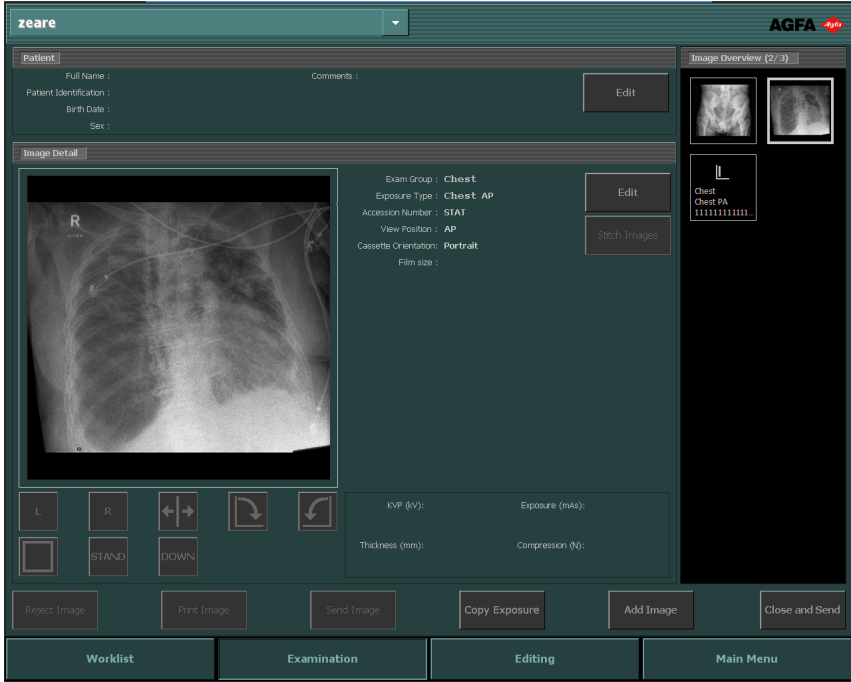 zeare
AGFA Agfa
Patient
Image Overview (2/3)
Full Name :
Comments :
Patient Identification :
Birth Date :
Sex :
Edit
Image Detail
R
Exam Group : Chest
Exposure Type : Chest AP
Accession Number : STAT
View Position : AP
Cassette Orientation: Portrait
Film size :
Edit
Stitch Images
Chest
Chest PA
111111111111..
L
R
STAND
DOWN
KVP (kV):
Exposure (mAs):
Thickness (mm):
Compression (N):
Reject Image
Print Image
Send Image
Copy Exposure
Add Image
Close and Send
Worklist
Examination
Editing
Main Menu